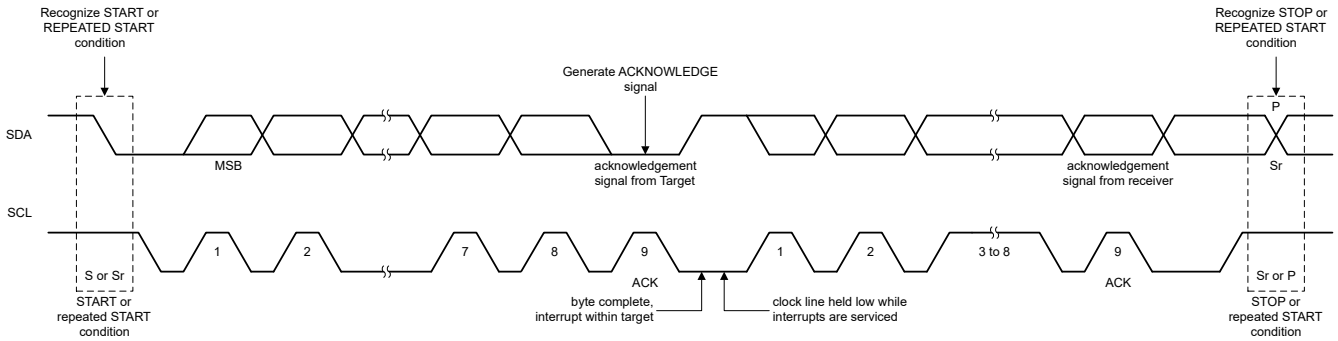 Recognize START or
REPEATED START
condition
Recognize STOP or
REPEATED START
condition
Generate ACKNOWLEDGE
signal
P
SDA
MSB
acknowledgement
signal from Target
acknowledgement
signal from receiver
Sr
SCL
1
2
7
8
9
1
2
3 to 8
9
S or Sr
ACK
ACK
Sr or P
START or
repeated START
condition
byte complete,
interrupt within target
clock line held low while
interrupts are serviced
STOP or
repeated START
condition